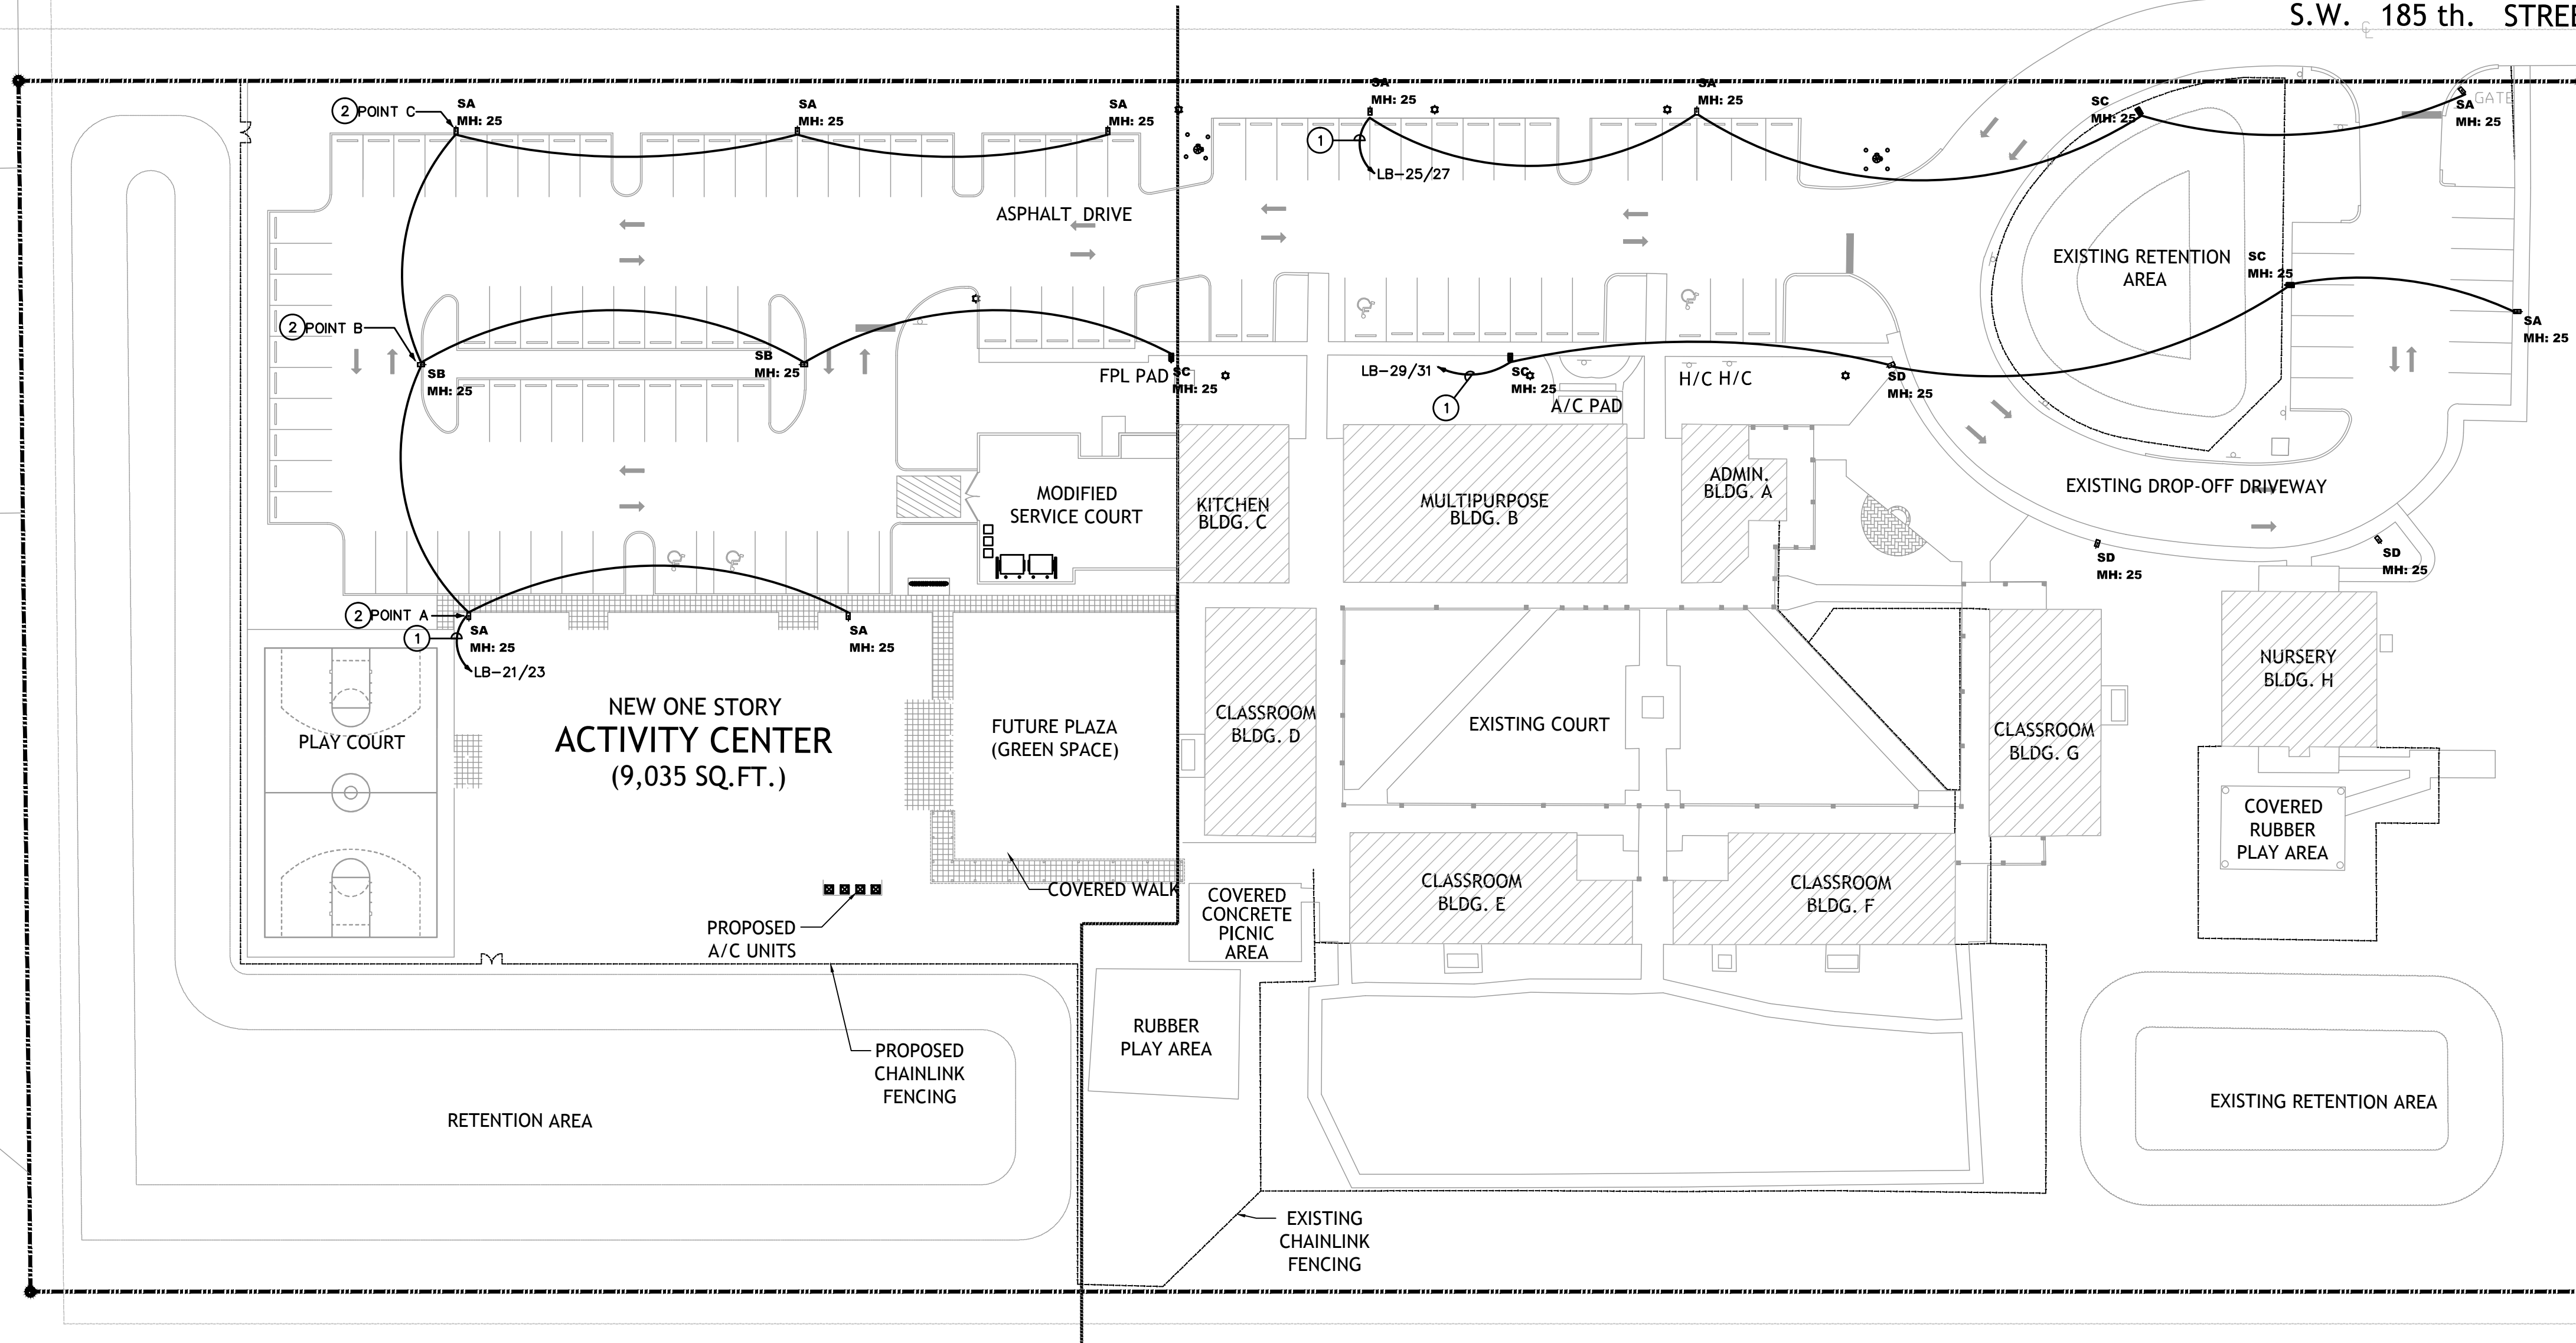 S.W. 185 th. STREE
2 POINT C
SA
MH: 25
SA
MH: 25
SA
MH: 25
SA
MH: 25
SA
MH: 25
SC
MH: 25
SA
MH: 25
GATE
1
LB-25/27
ASPHALT DRIVE
EXISTING RETENTION
AREA
SC
MH: 25
SA
MH: 25
2 POINT B
SB
MH: 25
SB
MH: 25
FPL PAD
SC
MH: 25
LB-29/31
1
SC
MH: 25
A/C PAD
H/C H/C
SD
MH: 25
MODIFIED
SERVICE COURT
KITCHEN
BLDG. C
MULTIPURPOSE
BLDG. B
ADMIN.
BLDG. A
EXISTING DROP-OFF DRIVEWAY
SD
MH: 25
SD
MH: 25
2 POINT A
1
SA
MH: 25
LB-21/23
SA
MH: 25
PLAY COURT
NEW ONE STORY
ACTIVITY CENTER
(9,035 SQ.FT.)
FUTURE PLAZA
(GREEN SPACE)
CLASSROOM
BLDG. D
EXISTING COURT
CLASSROOM
BLDG. G
NURSERY
BLDG. H
COVERED
RUBBER
PLAY AREA
COVERED WALK
PROPOSED
A/C UNITS
COVERED
CONCRETE
PICNIC
AREA
CLASSROOM
BLDG. E
CLASSROOM
BLDG. F
RUBBER
PLAY AREA
PROPOSED
CHAINLINK
FENCING
RETENTION AREA
EXISTING RETENTION AREA
EXISTING
CHAINLINK
FENCING